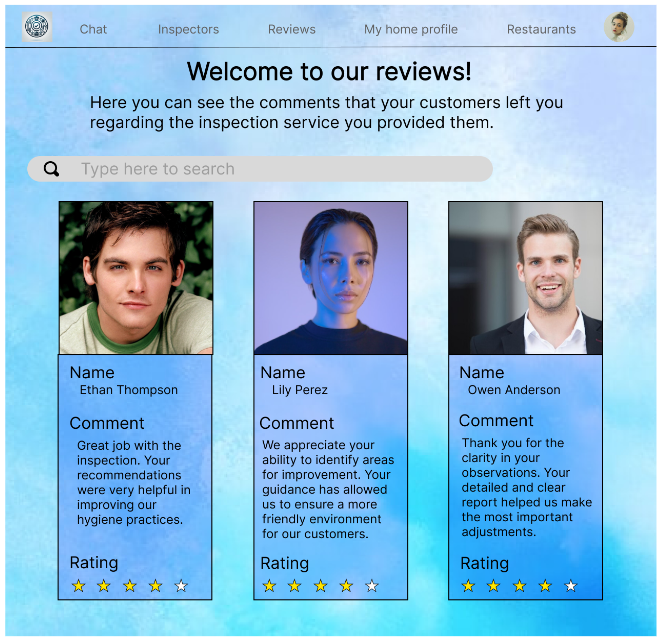 Chat
Inspectors
Reviews
My home profile
Restaurants
Welcome to our reviews!
Here you can see the comments that your customers left you
regarding the inspection service you provided them.
Type here to search
Name
Ethan Thompson
Comment
Great job with the
inspection. Your
recommendations
were very helpful in
improving our
hygiene practices.
Rating
Name
Lily Perez
Comment
We appreciate your
ability to identify areas
for improvement. Your
guidance has allowed
us to ensure a more
friendly environment
for our customers.
Rating
Name
Owen Anderson
Comment
Thank you for the
clarity in your
observations. Your
detailed and clear
report helped us make
the most important
adjustments.
Rating